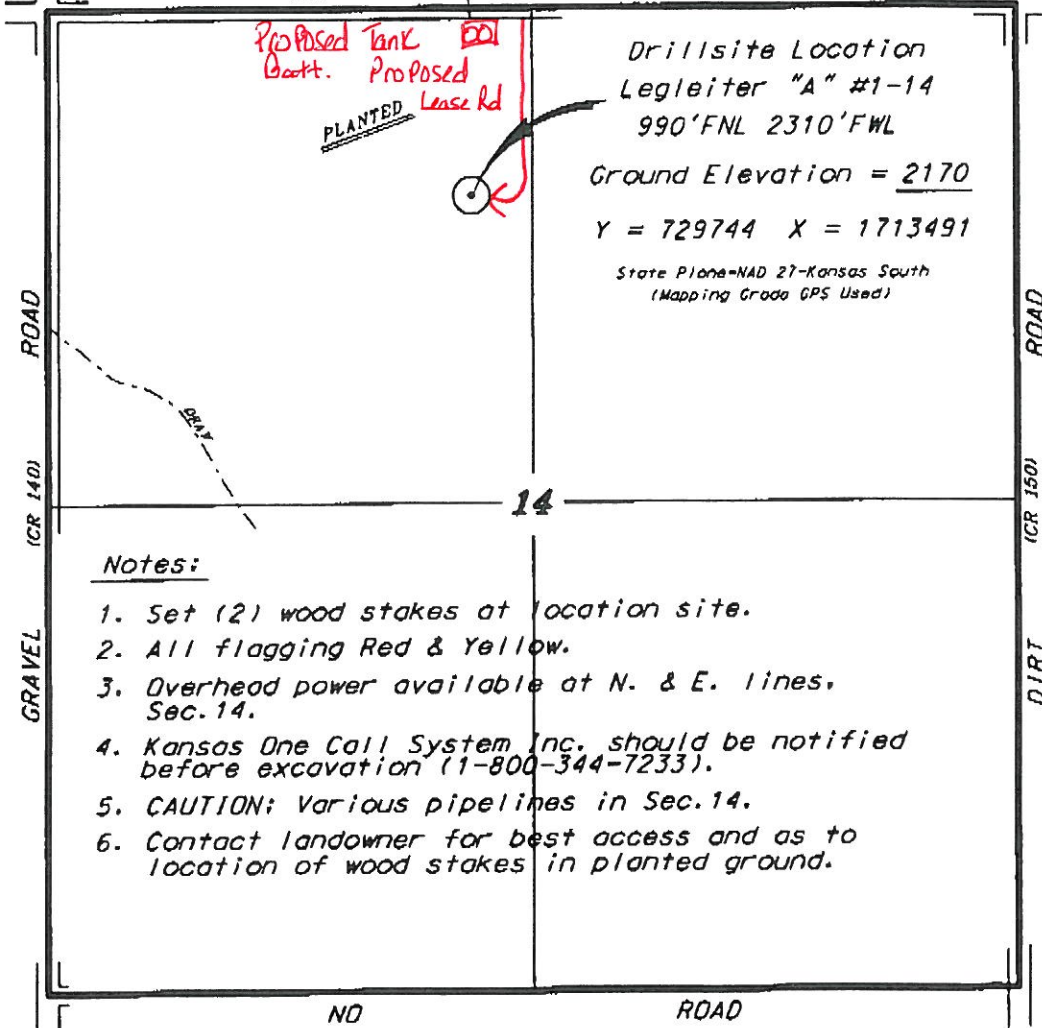 Proposed Tank
Batt. Proposed
Lease Rd
PLANTED
Drillsite Location
Legleiter "A" #1-14
990'FNL 2310'FWL
Ground Elevation = 2170
Y = 729744 X = 1713491
State Plane-NAD 27-Kansas South
(Mapping Grade GPS Used)
GRAVEL (CR 140) ROAD
DRAW
14
DIRT (CR 150) ROAD
Notes:
1. Set (2) wood stakes at location site.
2. All flagging Red & Yellow.
3. Overhead power available at N. & E. lines,
Sec. 14.
4. Kansas One Call System Inc. should be notified
before excavation (1-800-344-7233).
5. CAUTION: Various pipelines in Sec. 14.
6. Contact landowner for best access and as to
location of wood stakes in planted ground.
NO ROAD